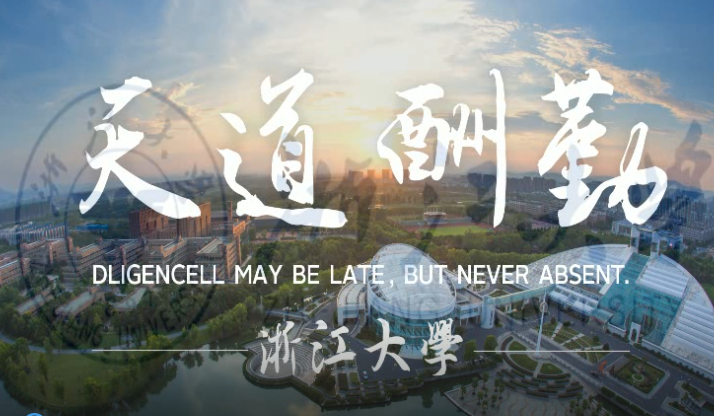 天道酬勤
DLIGENCELL MAY BE LATE, BUT NEVER ABSENT.
浙江大學